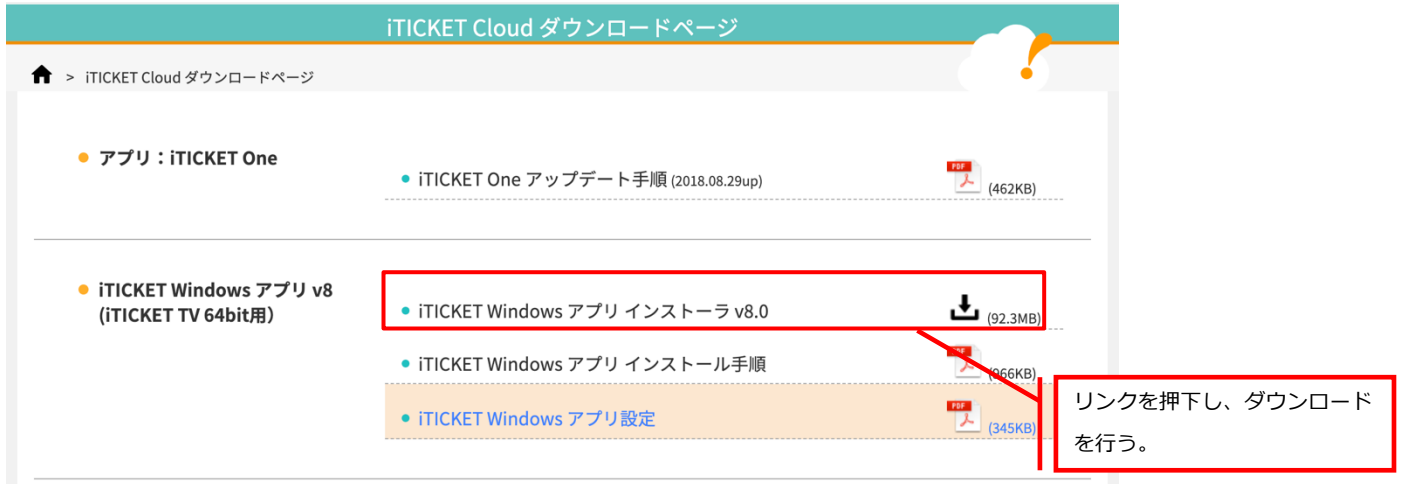 iTICKET Cloud ダウンロードページ
> iTICKET Cloud ダウンロードページ
アプリ：iTICKET One
iTICKET One アップデート手順 (2018.08.29up)
PDF
(462KB)
iTICKET Windows アプリ v8
(iTICKET TV 64bit用）
iTICKET Windows アプリ インストーラ v8.0
(92.3MB)
iTICKET Windows アプリ インストール手順
PDF
(966KB)
iTICKET Windows アプリ設定
PDF
(345KB)
リンクを押下し、ダウンロード
を行う。